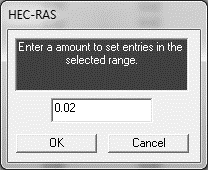 HEC-RAS
Enter a amount to set entries in the
selected range.
0.02
OK Cancel